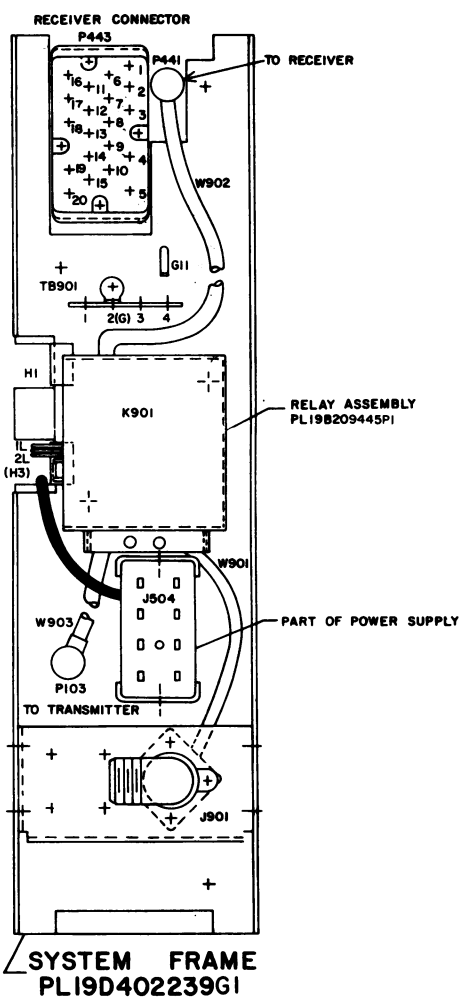 RECEIVER CONNECTOR
P443
P441
TO RECEIVER
1
16
6
11
2
17
7
12
3
18
8
13
9
14
4
19
10
15
5
20
W902
G11
TB901
1 2(G) 3 4
H1
K901
RELAY ASSEMBLY
PL19B209445P1
1L
2L
(H3)
W901
J504
W903
PART OF POWER SUPPLY
P103
TO TRANSMITTER
J901
SYSTEM FRAME
PL19D402239G1